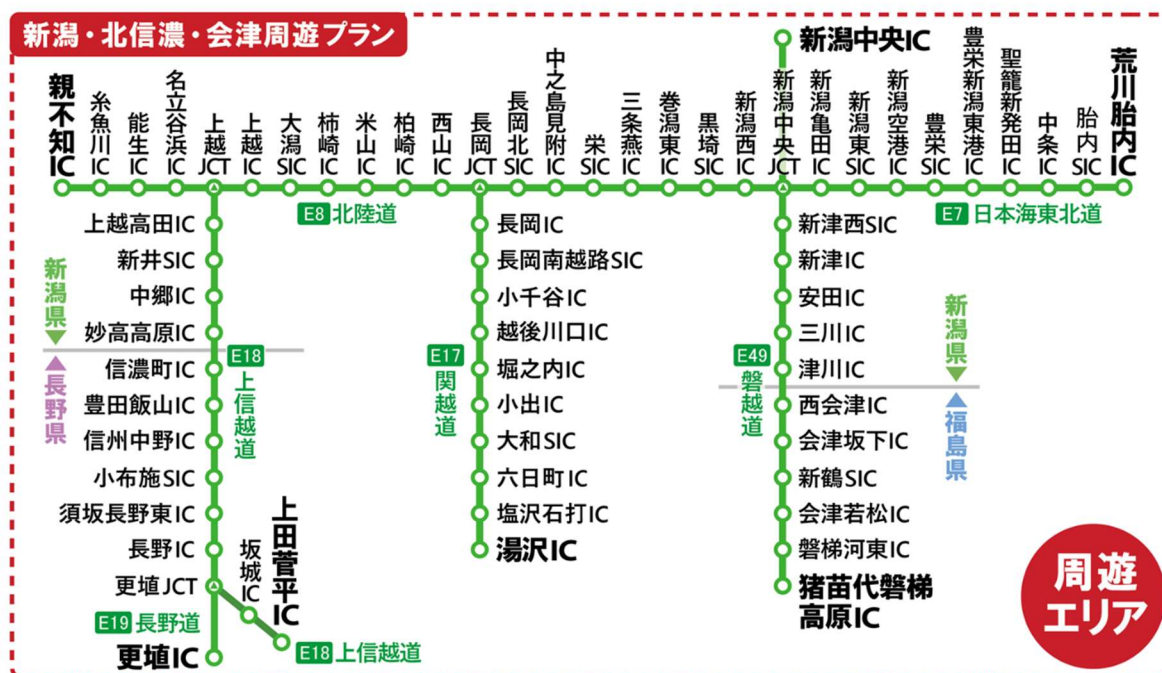 新潟・北信濃・会津周遊プラン
新潟中央IC
親不知IC
糸魚川IC
能生IC
名立谷浜IC
上越JCT
上越IC
大潟SIC
柿崎IC
米山IC
柏崎IC
西山IC
長岡JCT
長岡北SIC
中之島見附IC
栄SIC
三条燕IC
巻潟東IC
黒埼SIC
新潟西IC
新潟中央JCT
新潟亀田IC
新潟東SIC
新潟空港IC
豊栄SIC
豊栄新潟東港IC
聖籠新発田IC
中条IC
胎内SIC
荒川胎内IC
E8 北陸道
E7 日本海東北道
上越高田IC
新井SIC
中郷IC
妙高高原IC
新潟県
長野県
信濃町IC
豊田飯山IC
信州中野IC
小布施SIC
須坂長野東IC
長野IC
更埴JCT
E18 上信越道
坂城IC
上田菅平IC
E19 長野道
更埴IC
E18 上信越道
長岡IC
長岡南越路SIC
小千谷IC
越後川口IC
堀之内IC
小出IC
大和SIC
六日町IC
塩沢石打IC
湯沢IC
E17 関越道
新津西SIC
新津IC
安田IC
三川IC
津川IC
西会津IC
会津坂下IC
新鶴SIC
会津若松IC
磐梯河東IC
猪苗代磐梯
高原IC
E49 磐越道
新潟県
福島県
周遊
エリア